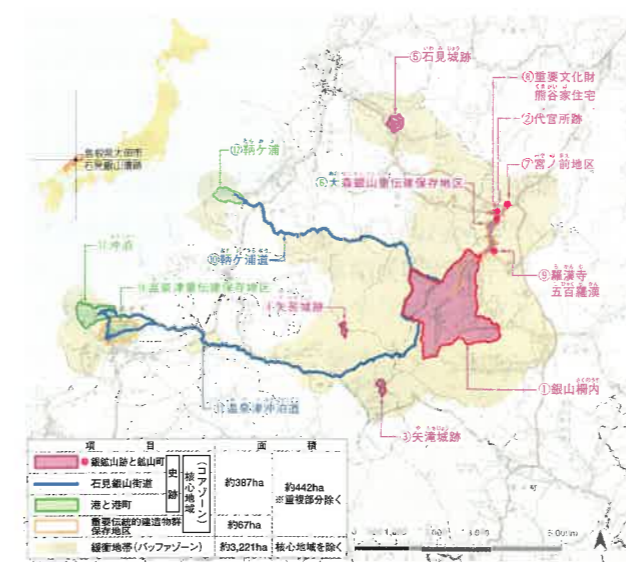 島根県大田市
石見銀山遺跡
いわみじょう
⑤石見城跡
⑧重要文化財
熊谷家住宅
②代官所跡
⑦宮ノ前地区
⑥大森銀山重伝建保存地区
⑫鞆ケ浦
⑩鞆ケ浦道
沖泊
温泉津重伝建保存地区
矢筈城跡
⑨羅漢寺
五百羅漢
①銀山柵内
温泉津沖泊道
③矢滝城跡
項目 面積
銀鉱山跡と鉱山町
石見銀山街道
港と港町
重要伝統的建造物群
保存地区
緩衝地帯(バッファゾーン)
史跡
核心地域
(コアゾーン)
約387ha
約67ha
約3,221ha
約442ha
※重複部分除く
核心地域を除く